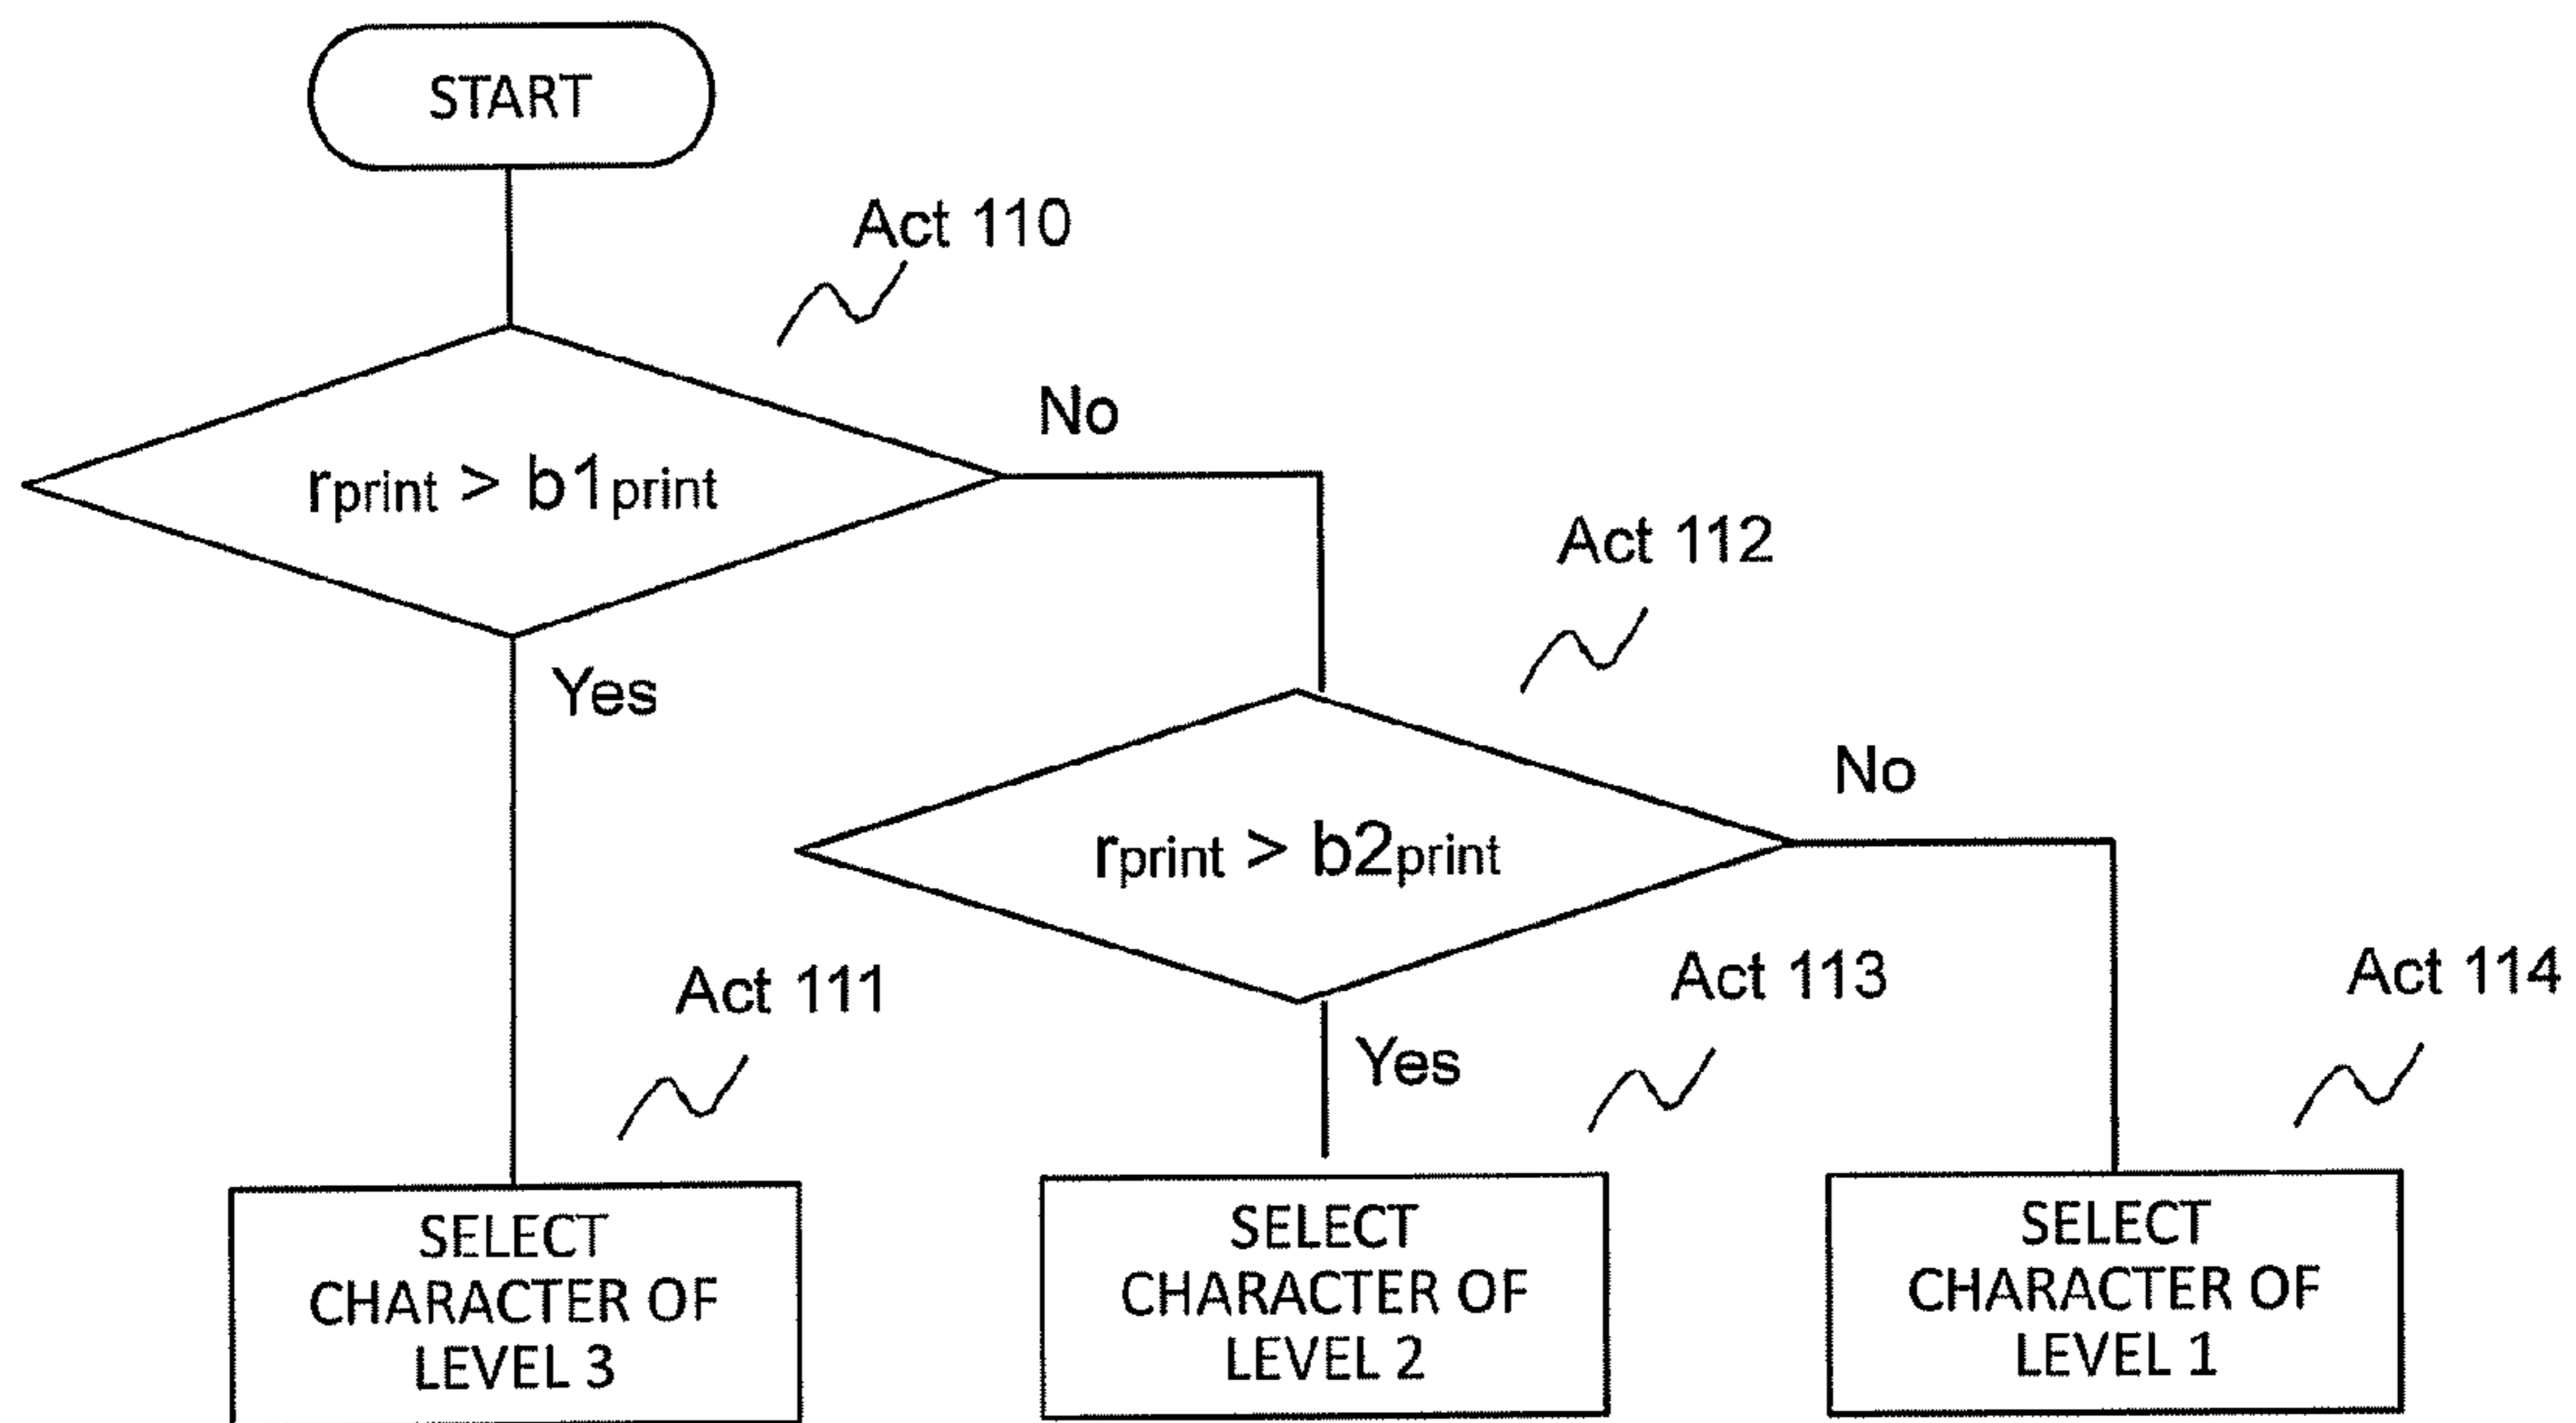 START
Act 110
No
rprint > b1print
Act 112
Yes
No
rprint > b2print
Act 111
Act 113
Act 114
Yes
SELECT
CHARACTER OF
LEVEL 3
SELECT
CHARACTER OF
LEVEL 2
SELECT
CHARACTER OF
LEVEL 1